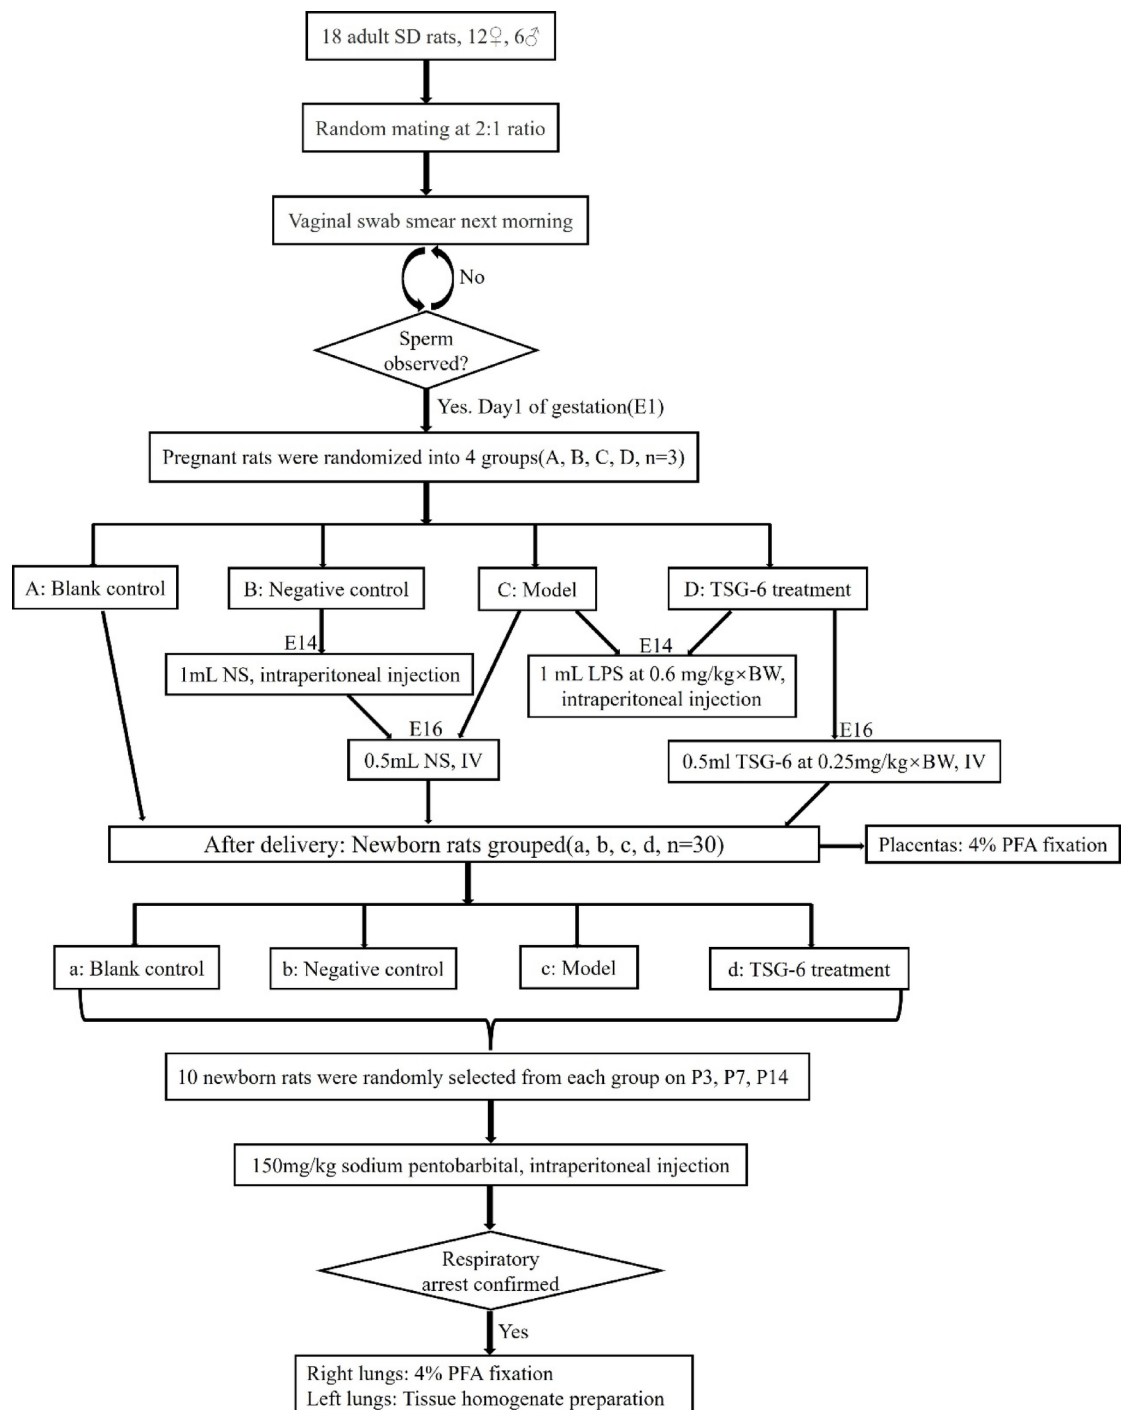 18 adult SD rats, 12♀, 6♂
Random mating at 2:1 ratio
Vaginal swab smear next morning
No
Sperm
observed?
Yes. Day1 of gestation(E1)
Pregnant rats were randomized into 4 groups(A, B, C, D, n=3)
A: Blank control
B: Negative control
C: Model
D: TSG-6 treatment
E14
1mL NS, intraperitoneal injection
E14
1 mL LPS at 0.6 mg/kg×BW,
intraperitoneal injection
E16
0.5mL NS, IV
E16
0.5ml TSG-6 at 0.25mg/kg×BW, IV
After delivery: Newborn rats grouped(a, b, c, d, n=30)
Placentas: 4% PFA fixation
a: Blank control
b: Negative control
c: Model
d: TSG-6 treatment
10 newborn rats were randomly selected from each group on P3, P7, P14
150mg/kg sodium pentobarbital, intraperitoneal injection
Respiratory
arrest confirmed
Yes
Right lungs: 4% PFA fixation
Left lungs: Tissue homogenate preparation